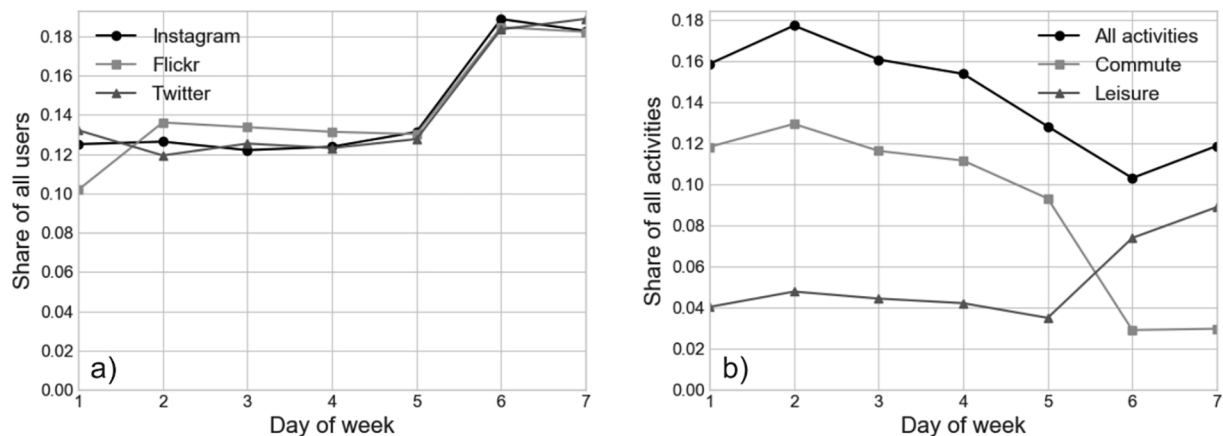 Share of all users
0.18
0.16
0.14
0.12
0.10
0.08
0.06
0.04
0.02
0.00
Instagram
Flickr
Twitter
a)
1 2 3 4 5 6 7
Day of week
Share of all activities
0.18
0.16
0.14
0.12
0.10
0.08
0.06
0.04
0.02
0.00
All activities
Commute
Leisure
b)
1 2 3 4 5 6 7
Day of week